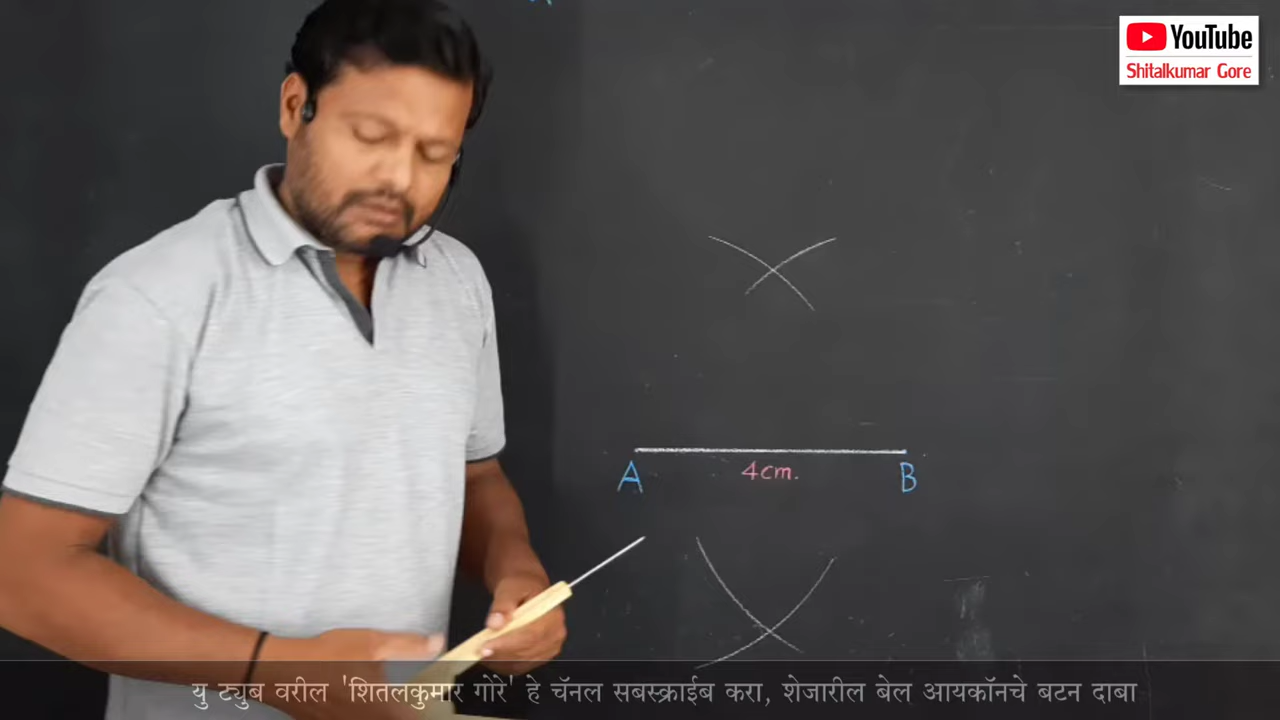 YouTube
Shitalkumar Gore
4cm.
A
B
यु ट्युब वरील 'शितलकुमार गोरे' हे चॅनल सबस्क्राईब करा, शेजारील बेल आयकॉनचे बटन दाबा